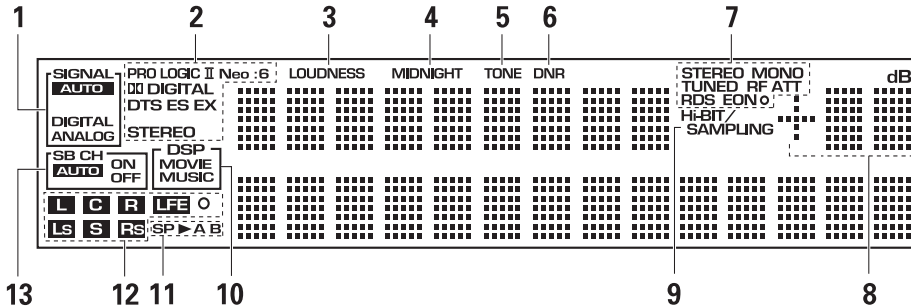 1 2 3 4 5 6 7
SIGNAL PRO LOGIC II Neo :6 LOUDNESS MIDNIGHT TONE DNR STEREO MONO dB
AUTO DIGITAL TUNED RF ATT
DTS ES EX RDS EON
DIGITAL Hi-BIT
ANALOG STEREO SAMPLING
SB CH DSP
AUTO ON MOVIE
OFF MUSIC
L C R LFE
Ls S Rs SP ►A B
13 12 11 10 9 8